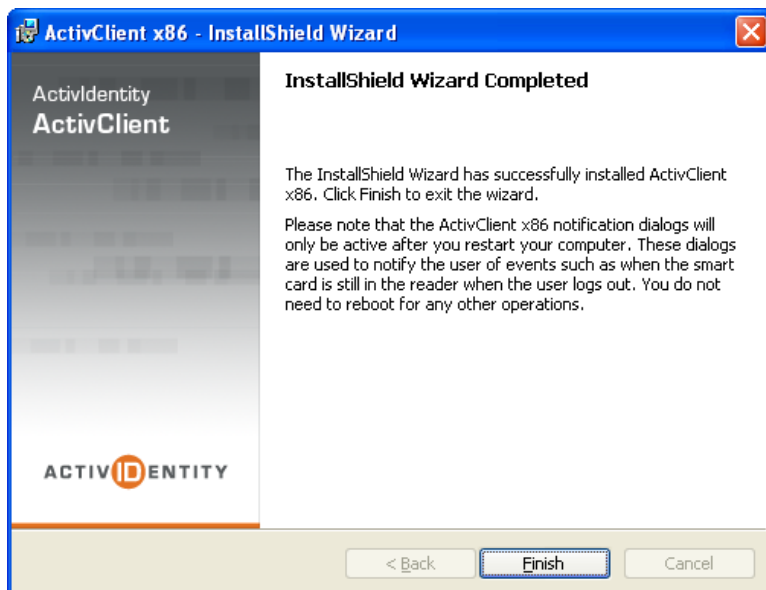 ActivClient x86 - InstallShield Wizard
ActivIdentity
ActivClient
InstallShield Wizard Completed
The InstallShield Wizard has successfully installed ActivClient
x86. Click Finish to exit the wizard.
Please note that the ActivClient x86 notification dialogs will
only be active after you restart your computer. These dialogs
are used to notify the user of events such as when the smart
card is still in the reader when the user logs out. You do not
need to reboot for any other operations.
ACTIVIDENTITY
< Back
Finish
Cancel